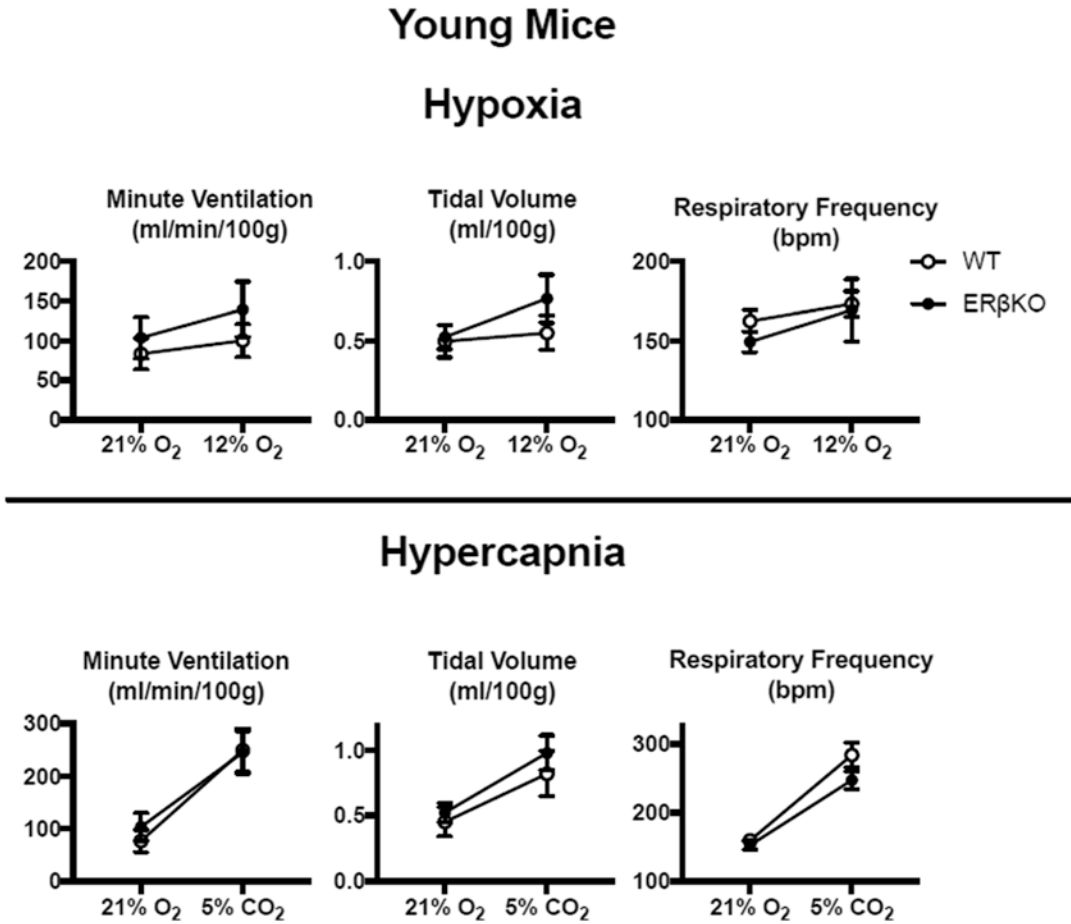 Young Mice
Hypoxia
Minute Ventilation
(ml/min/100g)
Tidal Volume
(ml/100g)
Respiratory Frequency
(bpm)
WT
ERβKO
200
150
100
50
0
21% O2
12% O2
1.0
0.5
0.0
21% O2
12% O2
200
150
100
21% O2
12% O2
Hypercapnia
Minute Ventilation
(ml/min/100g)
Tidal Volume
(ml/100g)
Respiratory Frequency
(bpm)
300
200
100
0
21% O2
5% CO2
1.0
0.5
0.0
21% O2
5% CO2
300
200
100
21% O2
5% CO2